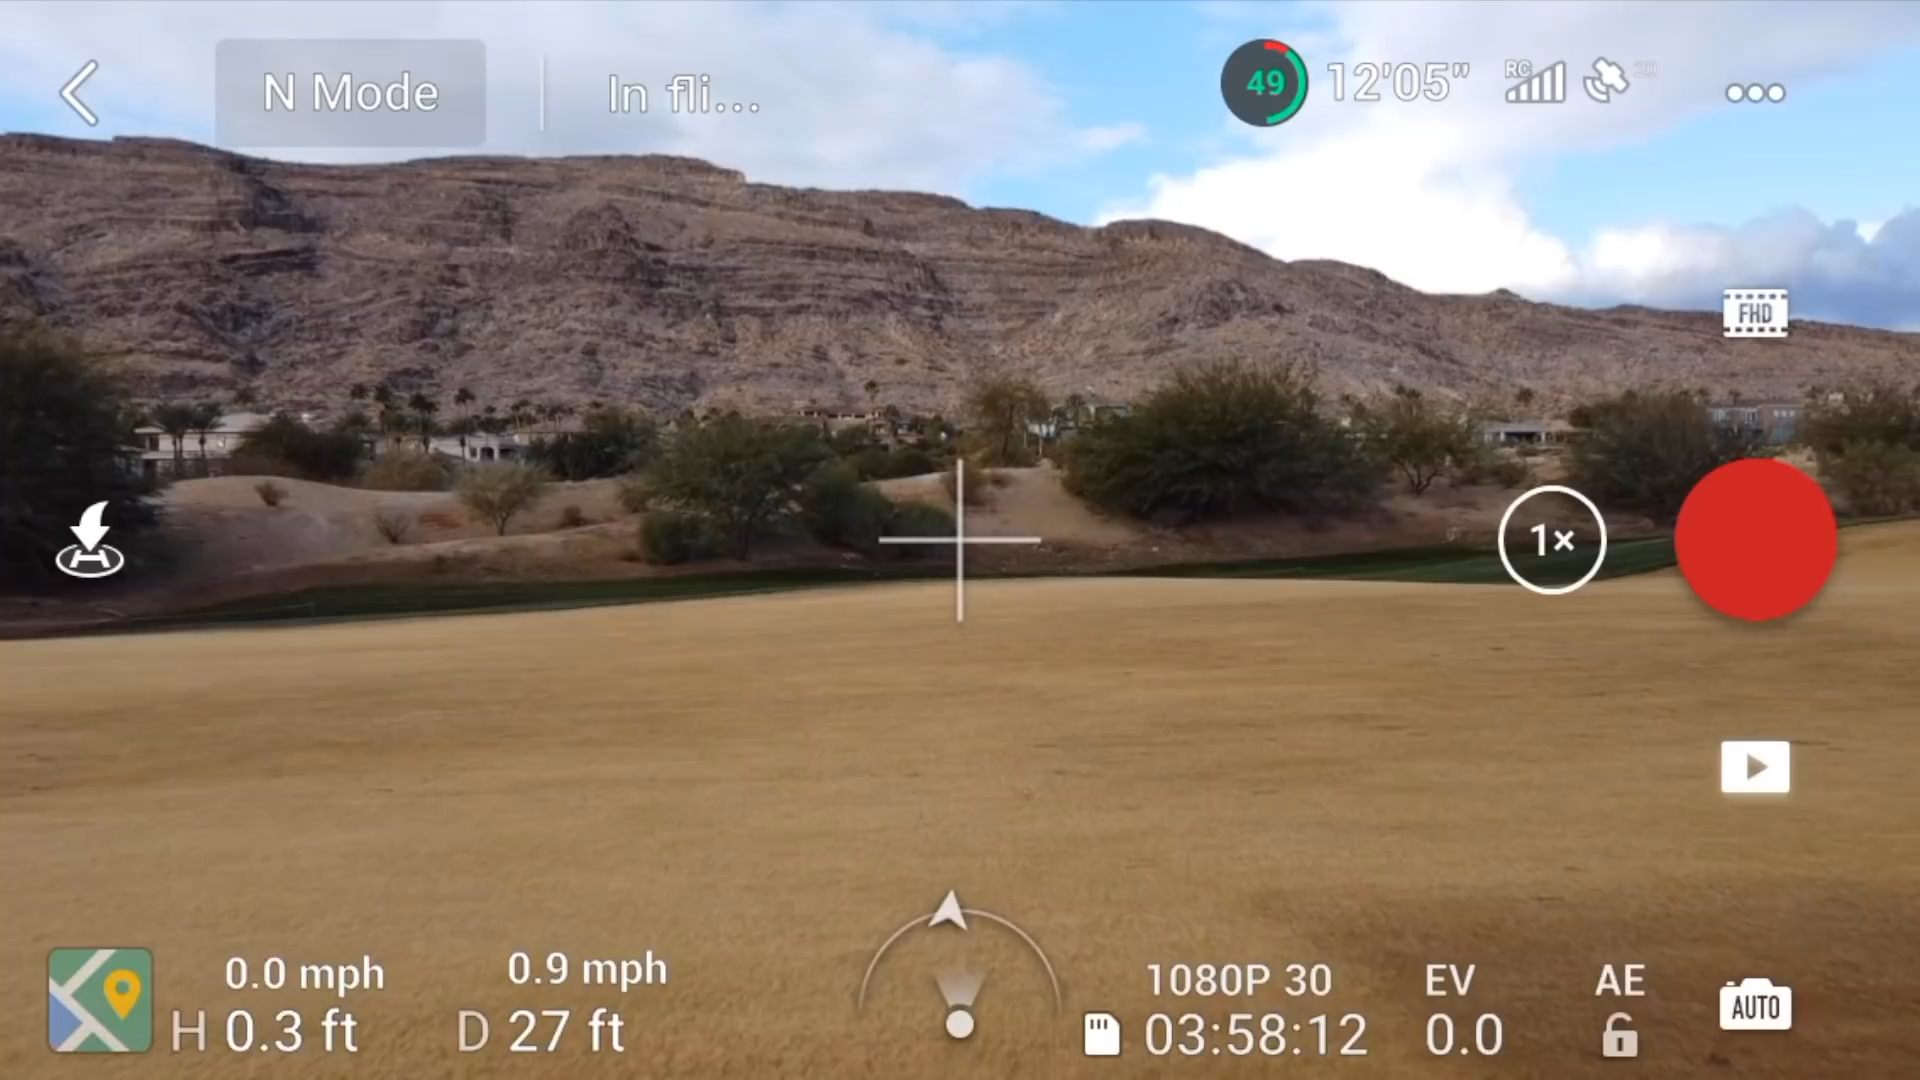 N Mode
In fli...
49
12'05"
RC
20
FHD
1×
0.0 mph
0.9 mph
H 0.3 ft
D 27 ft
1080P 30
EV
AE
03:58:12
0.0
AUTO